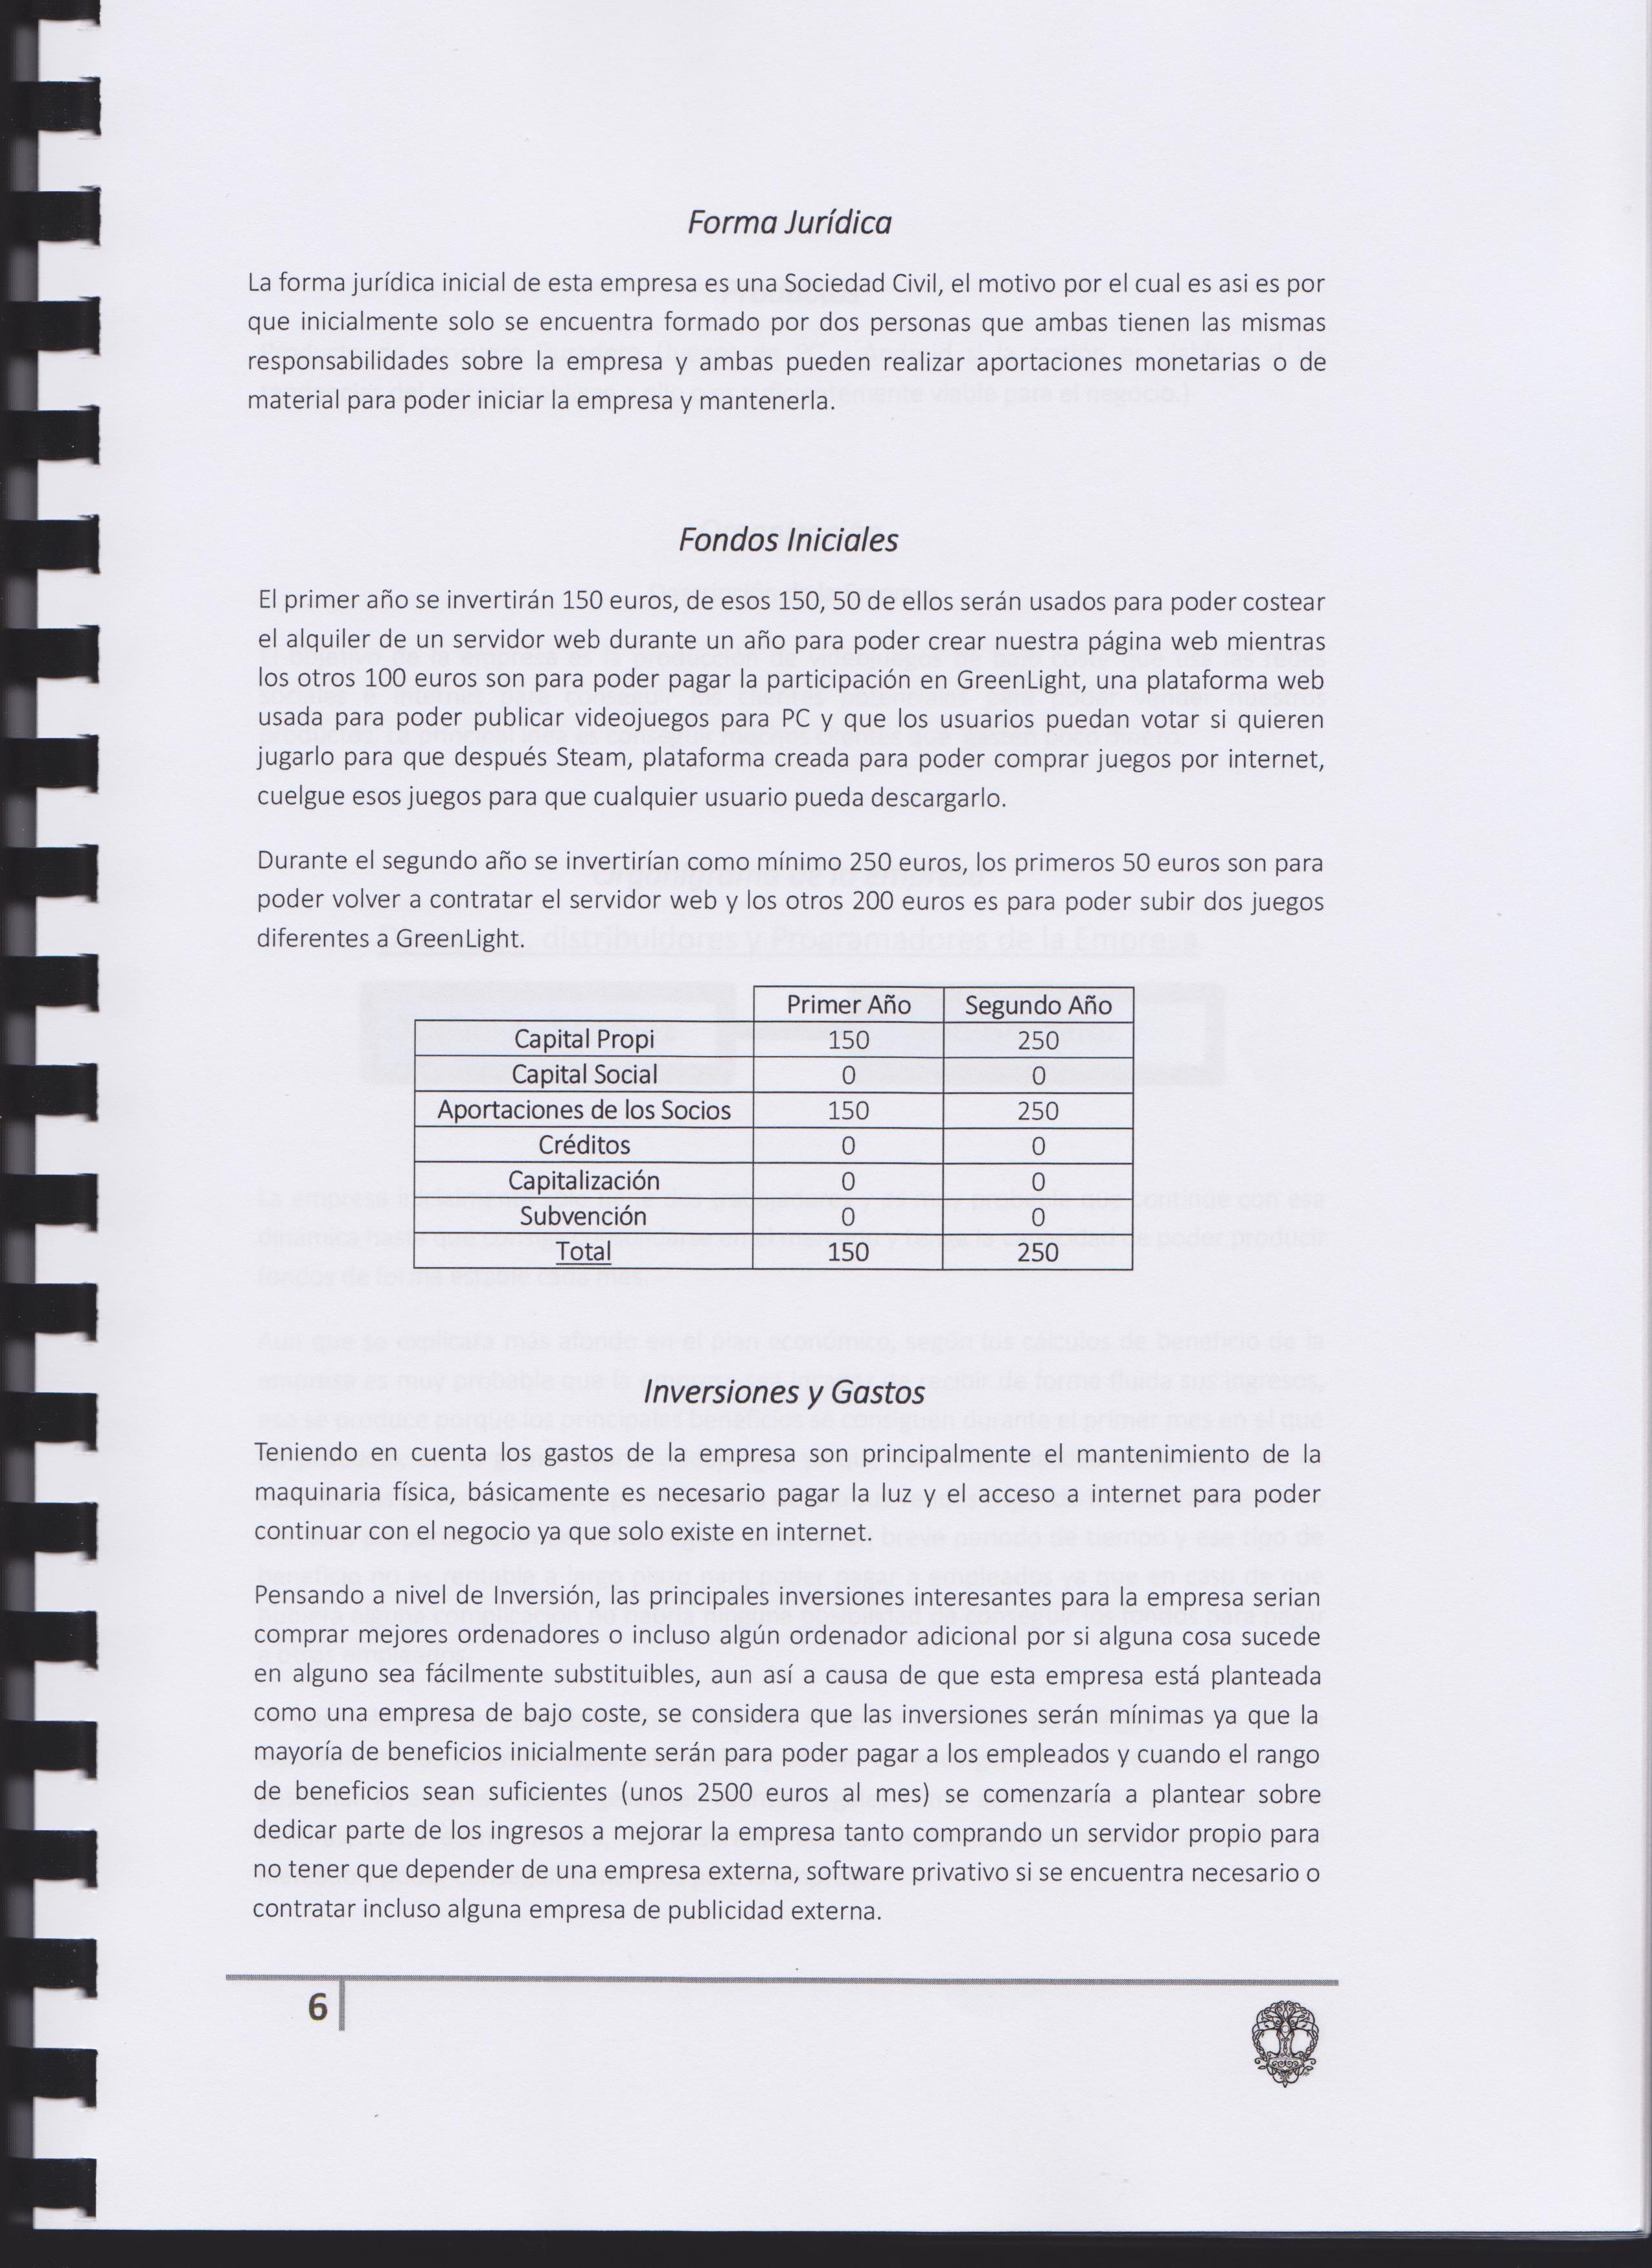 Forma Jurídica
La forma jurídica inicial de esta empresa es una Sociedad Civil, el motivo por el cual es asi es por
que inicialmente solo se encuentra formado por dos personas que ambas tienen las mismas
responsabilidades sobre la empresa y ambas pueden realizar aportaciones monetarias o de
material para poder iniciar la empresa y mantenerla.
Fondos Iniciales
El primer año se invertirán 150 euros, de esos 150, 50 de ellos serán usados para poder costear
el alquiler de un servidor web durante un año para poder crear nuestra página web mientras
los otros 100 euros son para poder pagar la participación en GreenLight, una plataforma web
usada para poder publicar videojuegos para PC y que los usuarios puedan votar si quieren
jugarlo para que después Steam, plataforma creada para poder comprar juegos por internet,
cuelgue esos juegos para que cualquier usuario pueda descargarlo.
Durante el segundo año se invertirían como mínimo 250 euros, los primeros 50 euros son para
poder volver a contratar el servidor web y los otros 200 euros es para poder subir dos juegos
diferentes a GreenLight.
Primer Año Segundo Año
Capital Propi 150 250
Capital Social 0 0
Aportaciones de los Socios 150 250
Créditos 0 0
Capitalización 0 0
Subvención 0 0
Total 150 250
Inversiones y Gastos
Teniendo en cuenta los gastos de la empresa son principalmente el mantenimiento de la
maquinaria física, básicamente es necesario pagar la luz y el acceso a internet para poder
continuar con el negocio ya que solo existe en internet.
Pensando a nivel de Inversión, las principales inversiones interesantes para la empresa serían
comprar mejores ordenadores o incluso algún ordenador adicional por si alguna cosa sucede
en alguno sea fácilmente substituibles, aun así a causa de que esta empresa está planteada
como una empresa de bajo coste, se considera que las inversiones serán mínimas ya que la
mayoría de beneficios inicialmente serán para poder pagar a los empleados y cuando el rango
de beneficios sean suficientes (unos 2500 euros al mes) se comenzaría a plantear sobre
dedicar parte de los ingresos a mejorar la empresa tanto comprando un servidor propio para
no tener que depender de una empresa externa, software privativo si se encuentra necesario o
contratar incluso alguna empresa de publicidad externa.
6